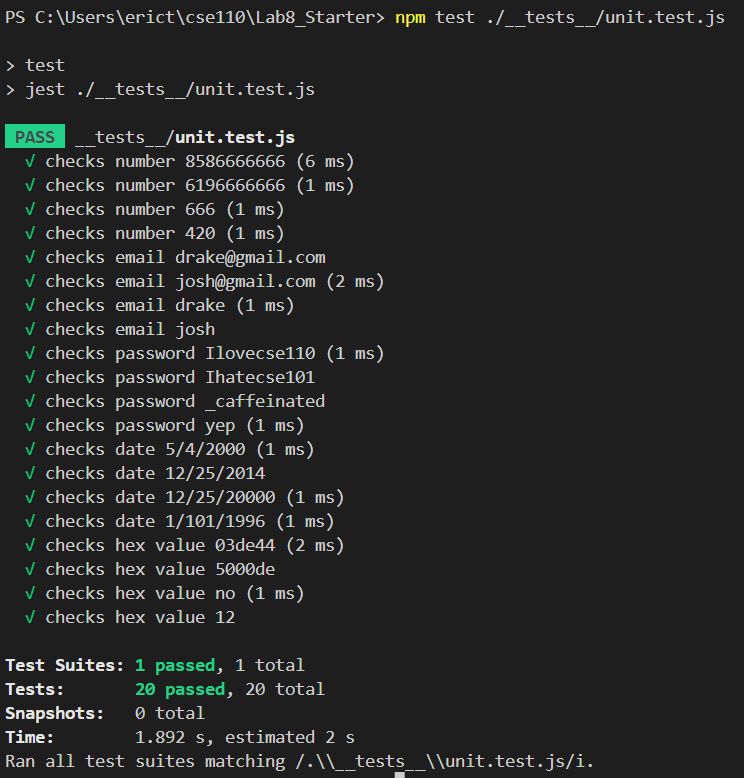 PS C:\Users\erict\cse110\Lab8_Starter> npm test ./__tests__/unit.test.js
> test
> jest ./__tests__/unit.test.js
PASS __tests__/unit.test.js
√ checks number 8586666666 (6 ms)
√ checks number 6196666666 (1 ms)
√ checks number 666 (1 ms)
√ checks number 420 (1 ms)
√ checks email drake@gmail.com
√ checks email josh@gmail.com (2 ms)
√ checks email drake (1 ms)
√ checks email josh
√ checks password Ilovecse110 (1 ms)
√ checks password Ihatecse101
√ checks password _caffeinated
√ checks password yep (1 ms)
√ checks date 5/4/2000 (1 ms)
√ checks date 12/25/2014
√ checks date 12/25/20000 (1 ms)
√ checks date 1/101/1996 (1 ms)
√ checks hex value 03de44 (2 ms)
√ checks hex value 5000de
√ checks hex value no (1 ms)
√ checks hex value 12
Test Suites: 1 passed, 1 total
Tests: 20 passed, 20 total
Snapshots: 0 total
Time: 1.892 s, estimated 2 s
Ran all test suites matching /.\\__tests__\\unit.test.js/i.